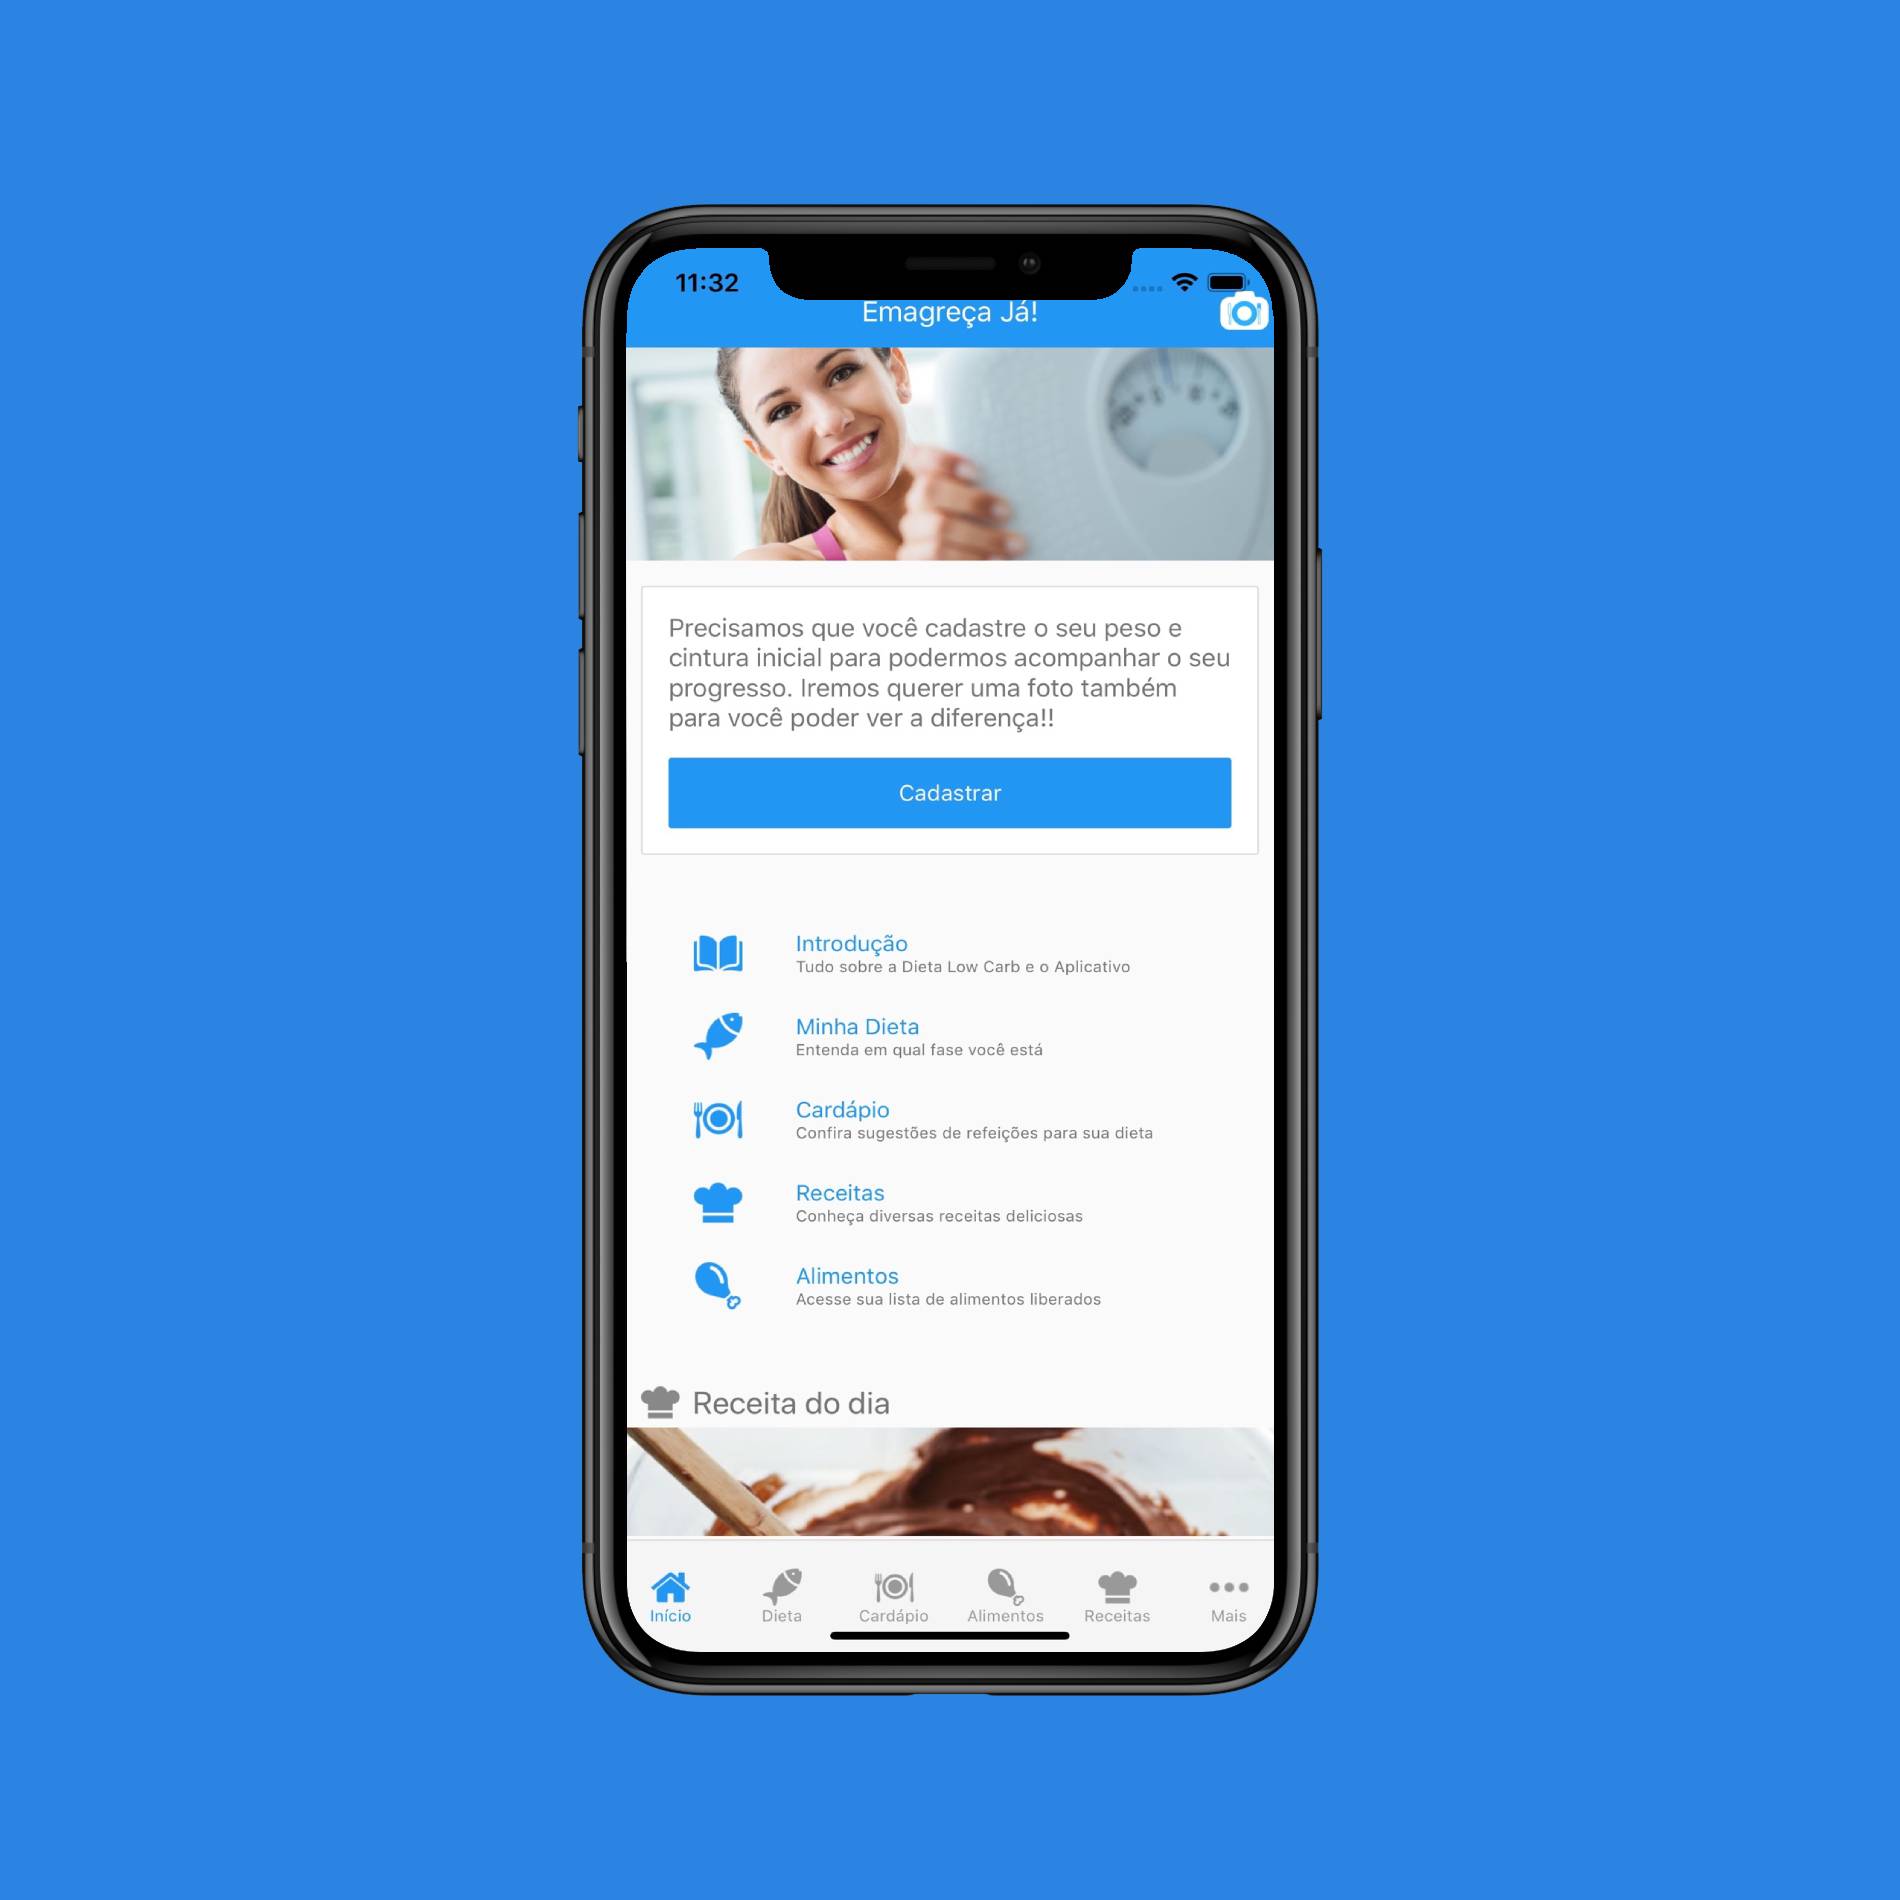 11:32
Emagreça Já!
Precisamos que você cadastre o seu peso e
cintura inicial para podermos acompanhar o seu
progresso. Iremos querer uma foto também
para você poder ver a diferença!!
Cadastrar
Introdução
Tudo sobre a Dieta Low Carb e o Aplicativo
Minha Dieta
Entenda em qual fase você está
Cardápio
Confira sugestões de refeições para sua dieta
Receitas
Conheça diversas receitas deliciosas
Alimentos
Acesse sua lista de alimentos liberados
Receita do dia
Início
Dieta
Cardápio
Alimentos
Receitas
Mais